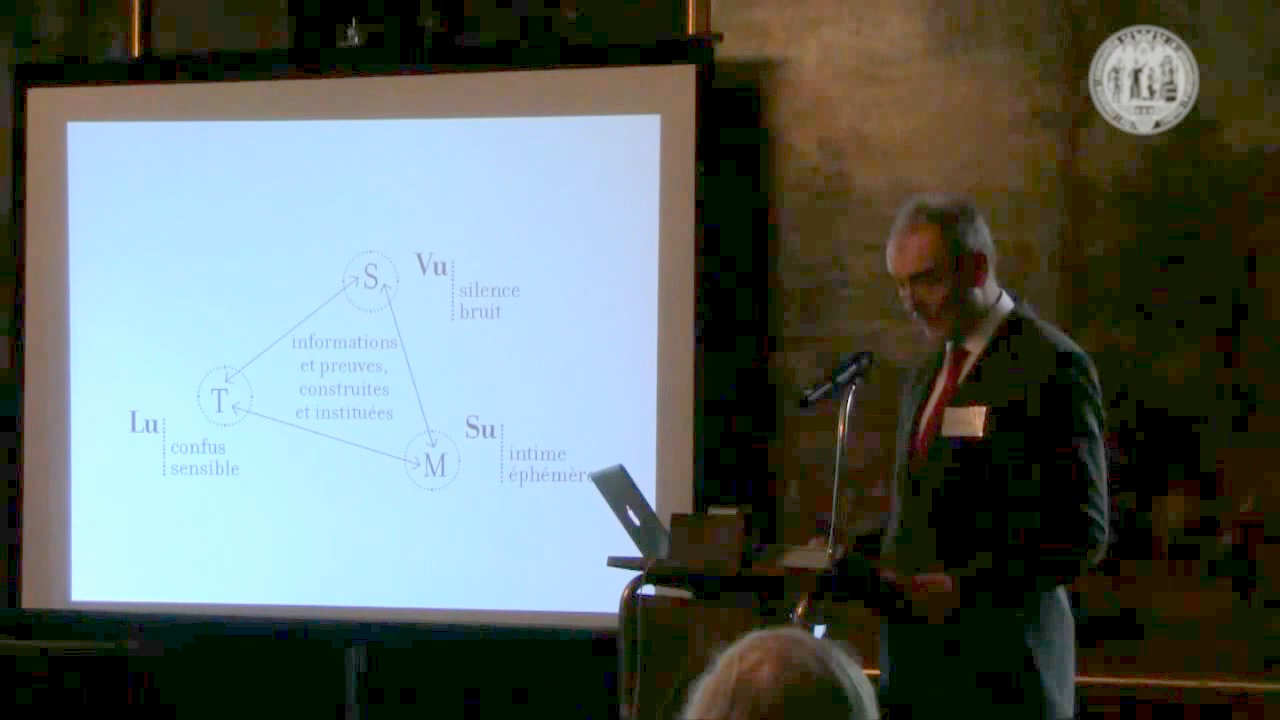 S
Vu
silence
bruit
informations
et preuves,
construites
et instituées
T
Lu
confus
sensible
M
Su
intime
éphémère